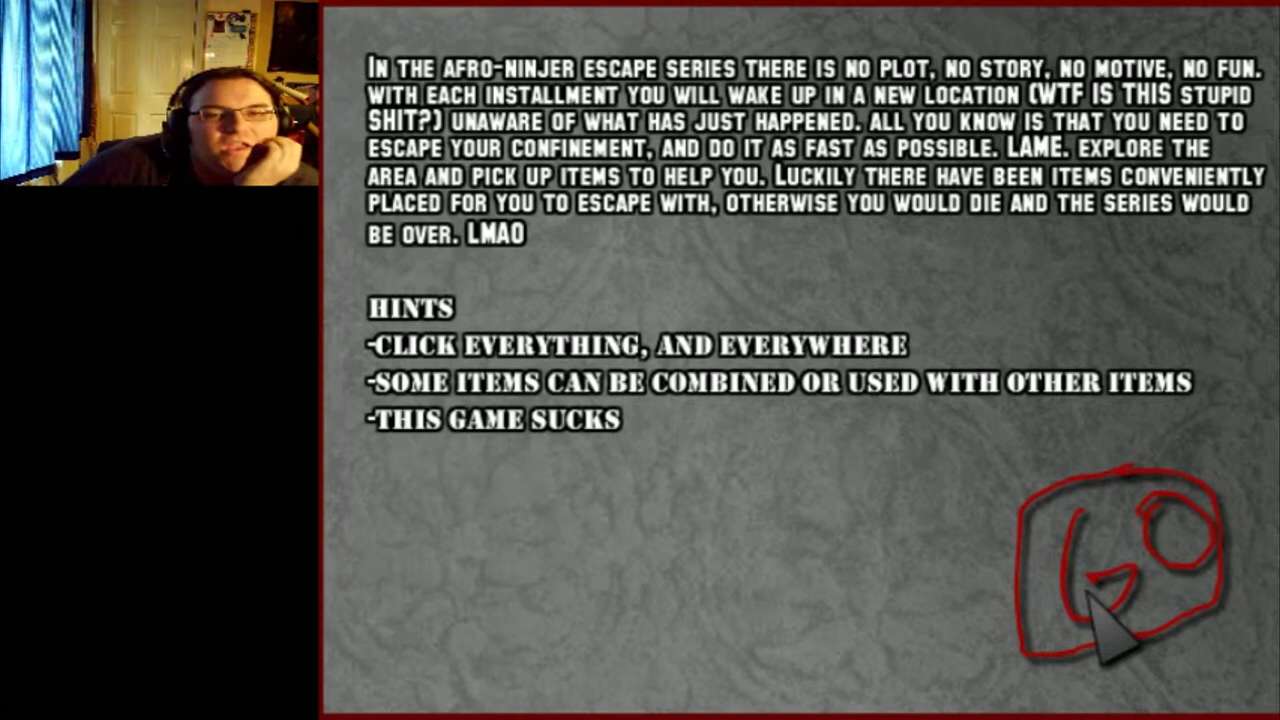 IN THE AFRO-NINJER ESCAPE SERIES THERE IS NO PLOT, NO STORY, NO MOTIVE, NO FUN.
WITH EACH INSTALLMENT YOU WILL WAKE UP IN A NEW LOCATION (WTF IS THIS STUPID
SHIT?) UNAWARE OF WHAT HAS JUST HAPPENED. ALL YOU KNOW IS THAT YOU NEED TO
ESCAPE YOUR CONFINEMENT, AND DO IT AS FAST AS POSSIBLE. LAME. EXPLORE THE
AREA AND PICK UP ITEMS TO HELP YOU. LUCKILY THERE HAVE BEEN ITEMS CONVENIENTLY
PLACED FOR YOU TO ESCAPE WITH, OTHERWISE YOU WOULD DIE AND THE SERIES WOULD
BE OVER. LMAO
HINTS
-CLICK EVERYTHING, AND EVERYWHERE
-SOME ITEMS CAN BE COMBINED OR USED WITH OTHER ITEMS
-THIS GAME SUCKS
GO